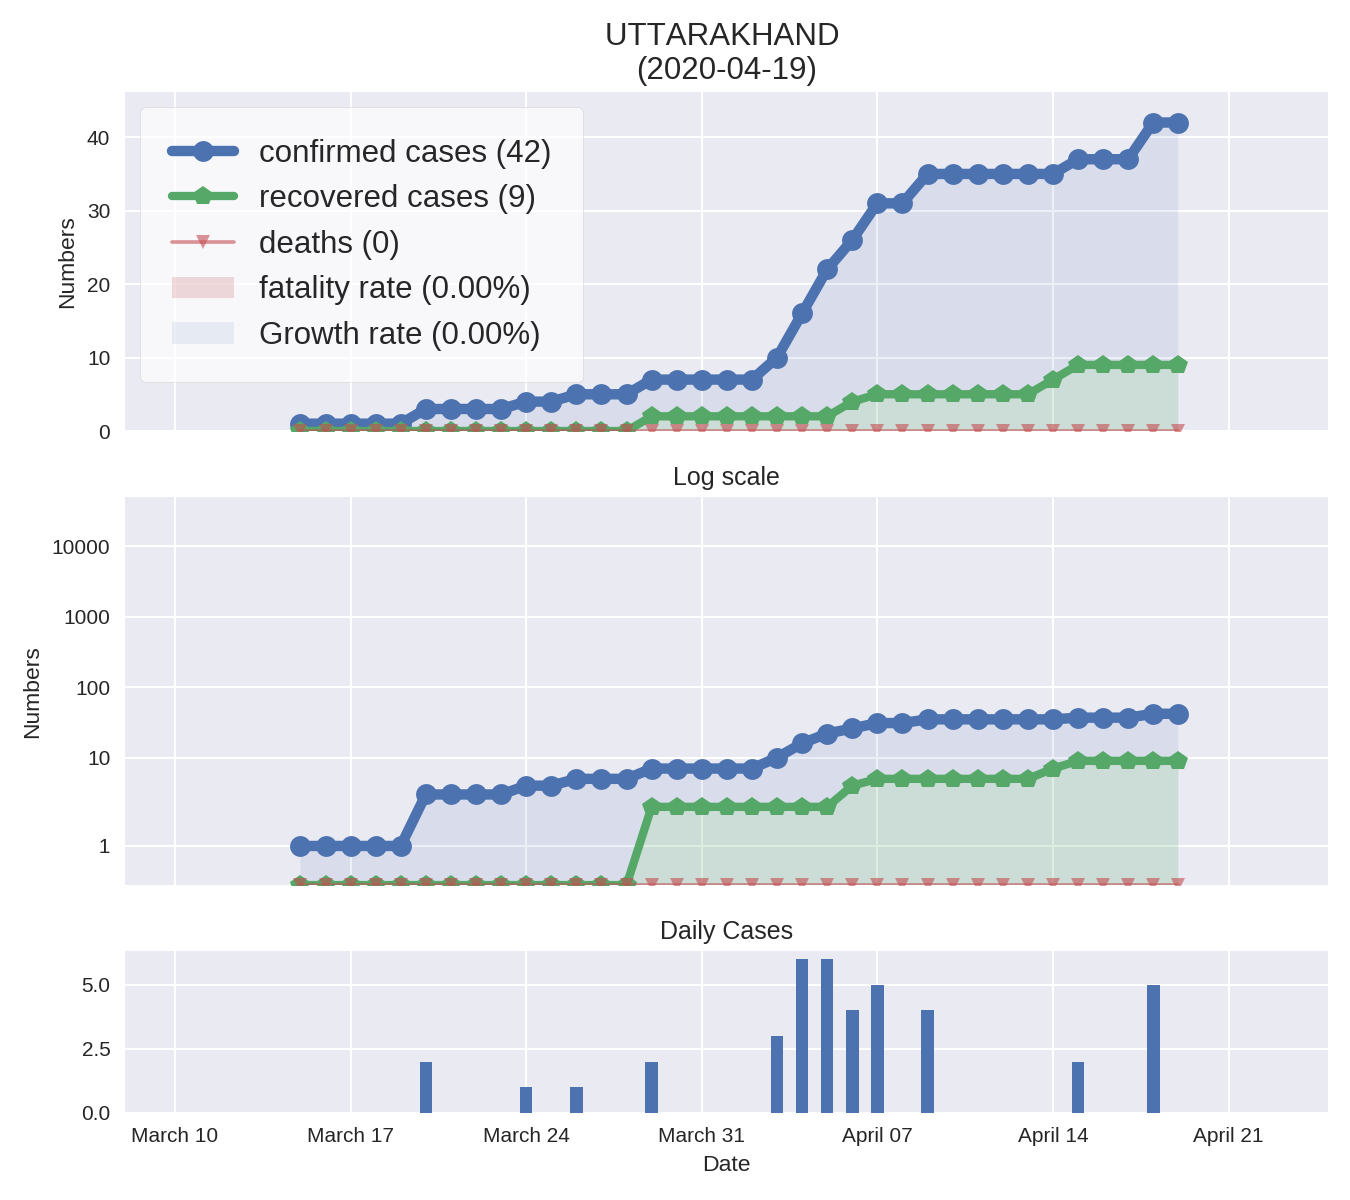 UTTARAKHAND
(2020-04-19)
confirmed cases (42)
recovered cases (9)
deaths (0)
fatality rate (0.00%)
Growth rate (0.00%)
40
30
20
10
0
Numbers
Log scale
10000
1000
100
10
1
Numbers
Daily Cases
5.0
2.5
0.0
March 10 March 17 March 24 March 31 April 07 April 14 April 21
Date